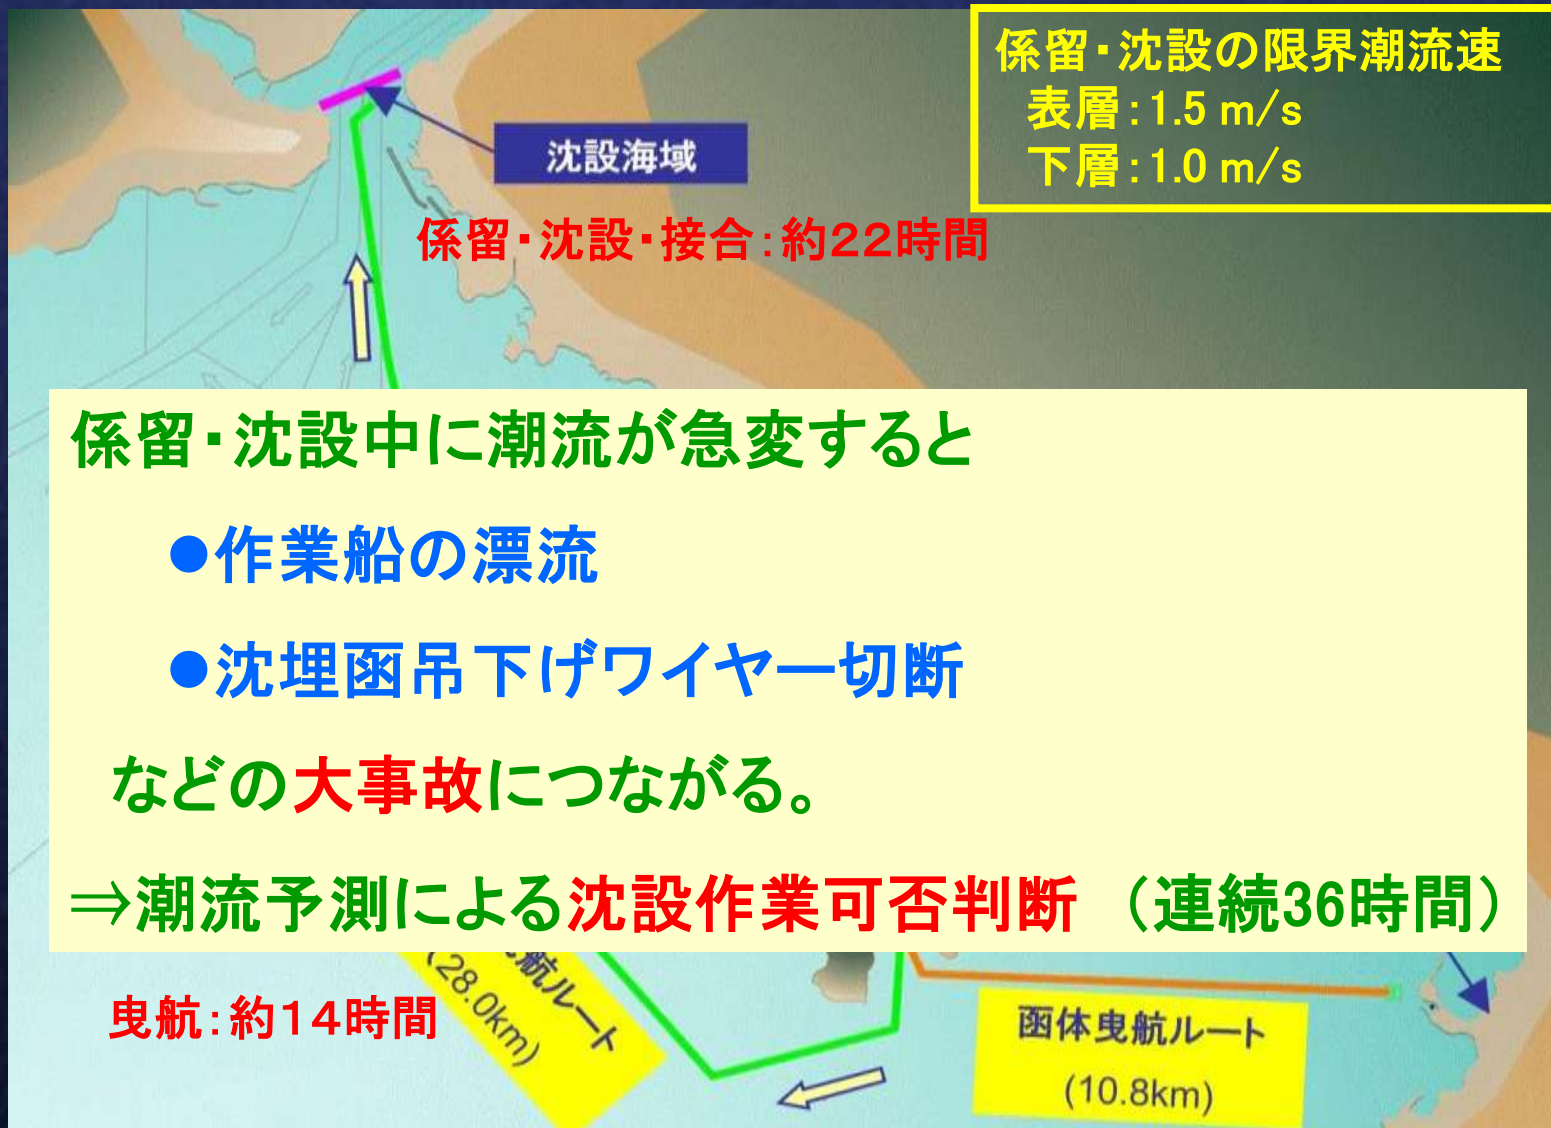 係留・沈設の限界潮流速
表層：1.5 m/s
下層：1.0 m/s
沈設海域
係留・沈設・接合：約２２時間
係留・沈設中に潮流が急変すると
●作業船の漂流
●沈埋函吊下げワイヤー切断
などの大事故につながる。
⇒潮流予測による沈設作業可否判断 （連続36時間）
曳航：約１４時間
航ルート
(28.0km)
函体曳航ルート
(10.8km)